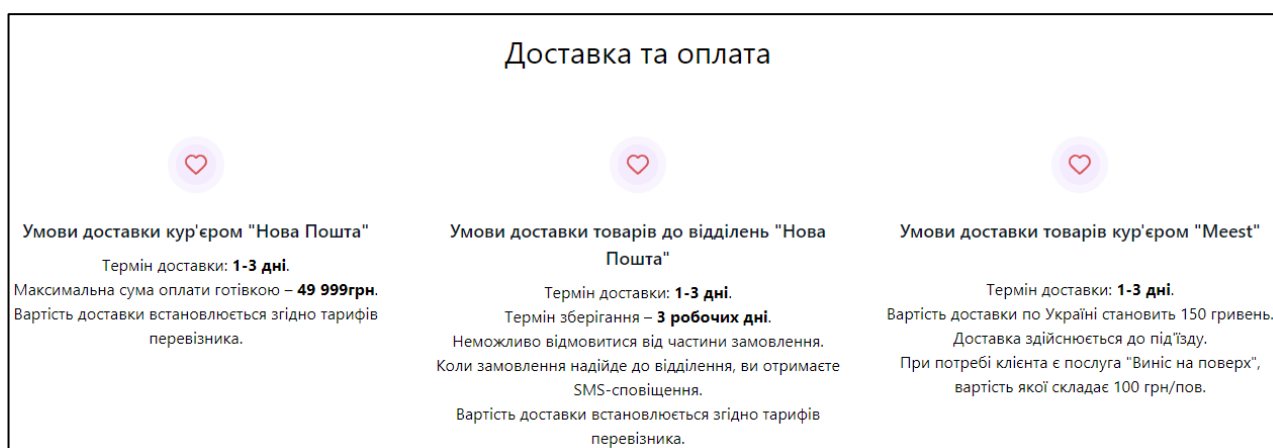 Доставка та оплата
Умови доставки кур'єром "Нова Пошта"
Термін доставки: 1-3 дні.
Максимальна сума оплати готівкою – 49 999грн.
Вартість доставки встановлюється згідно тарифів
перевізника.
Умови доставки товарів до відділень "Нова
Пошта"
Термін доставки: 1-3 дні.
Термін зберігання – 3 робочих дні.
Неможливо відмовитися від частини замовлення.
Коли замовлення надійде до відділення, ви отримаєте
SMS-сповіщення.
Вартість доставки встановлюється згідно тарифів
перевізника.
Умови доставки товарів кур'єром "Meest"
Термін доставки: 1-3 дні.
Вартість доставки по Україні становить 150 гривень.
Доставка здійснюється до під'їзду.
При потребі клієнта є послуга "Виніс на поверх",
вартість якої складає 100 грн/пов.